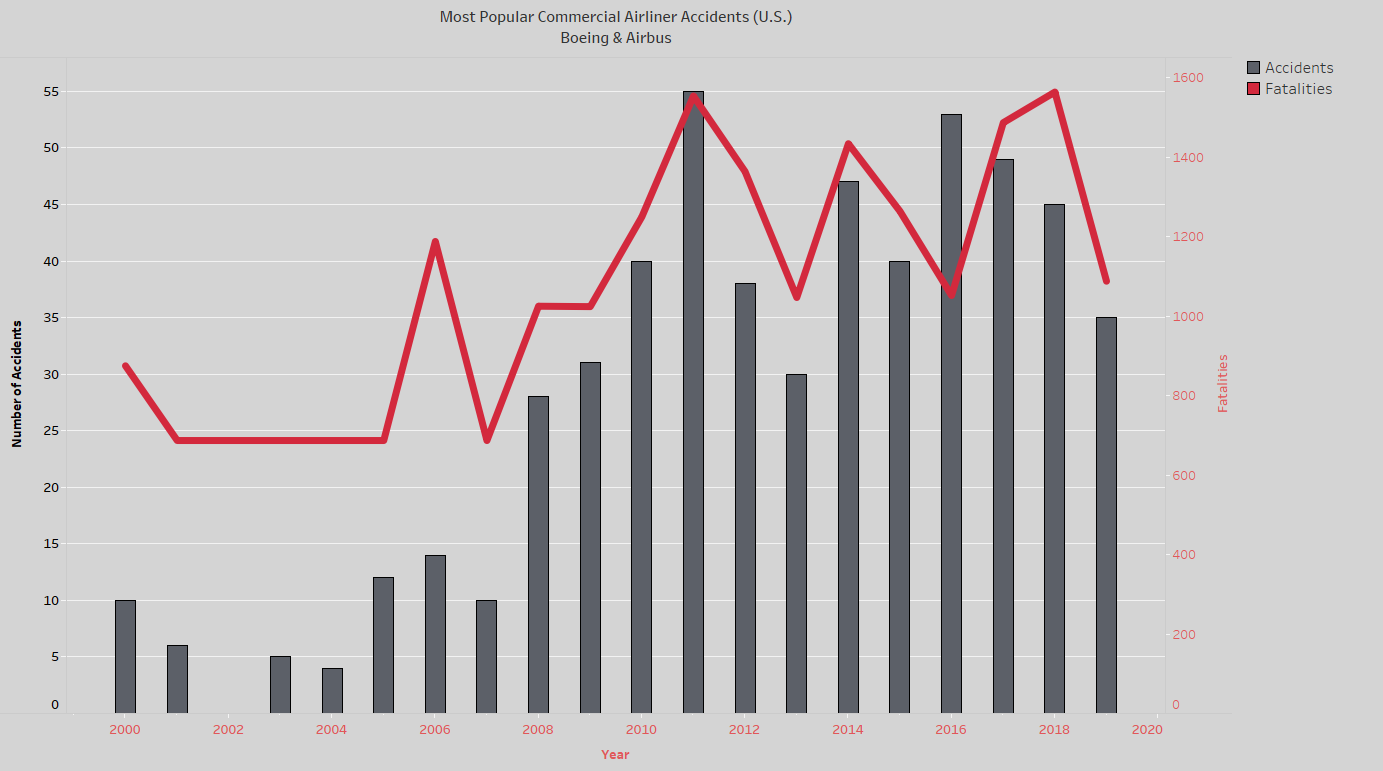 Most Popular Commercial Airliner Accidents (U.S.)
Boeing & Airbus
Accidents
Fatalities
Number of Accidents
55
50
45
40
35
30
25
20
15
10
5
0
1600
1400
1200
1000
800
600
400
200
0
Fatalities
2000 2002 2004 2006 2008 2010 2012 2014 2016 2018 2020
Year